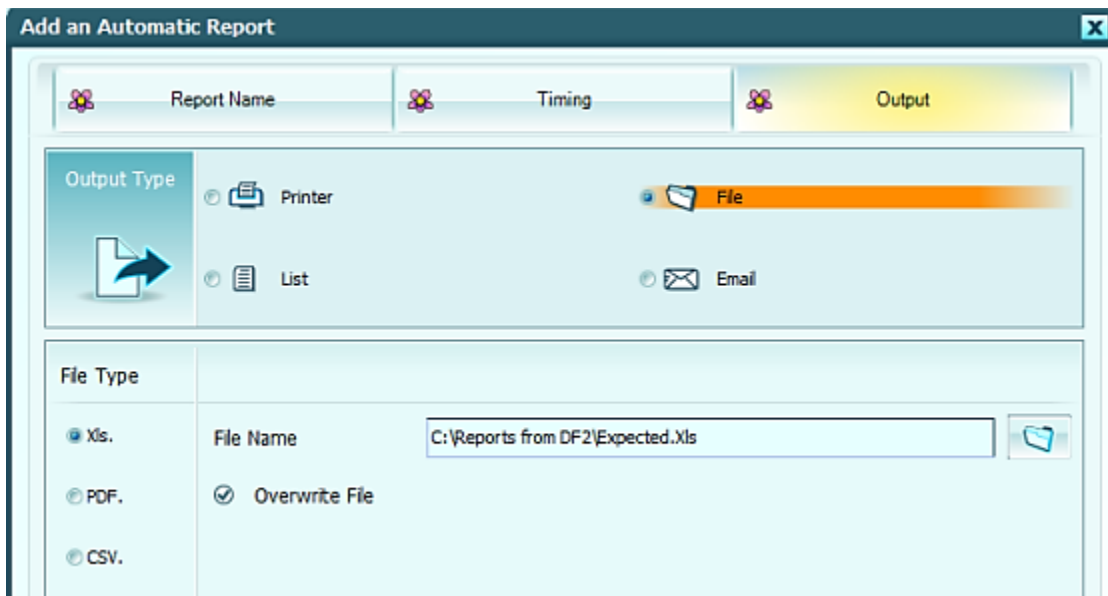 Add an Automatic Report
Report Name
Timing
Output
Output Type
Printer
File
List
Email
File Type
Xls.
File Name
C:\Reports from DF2\Expected.Xls
PDF.
Overwrite File
CSV.